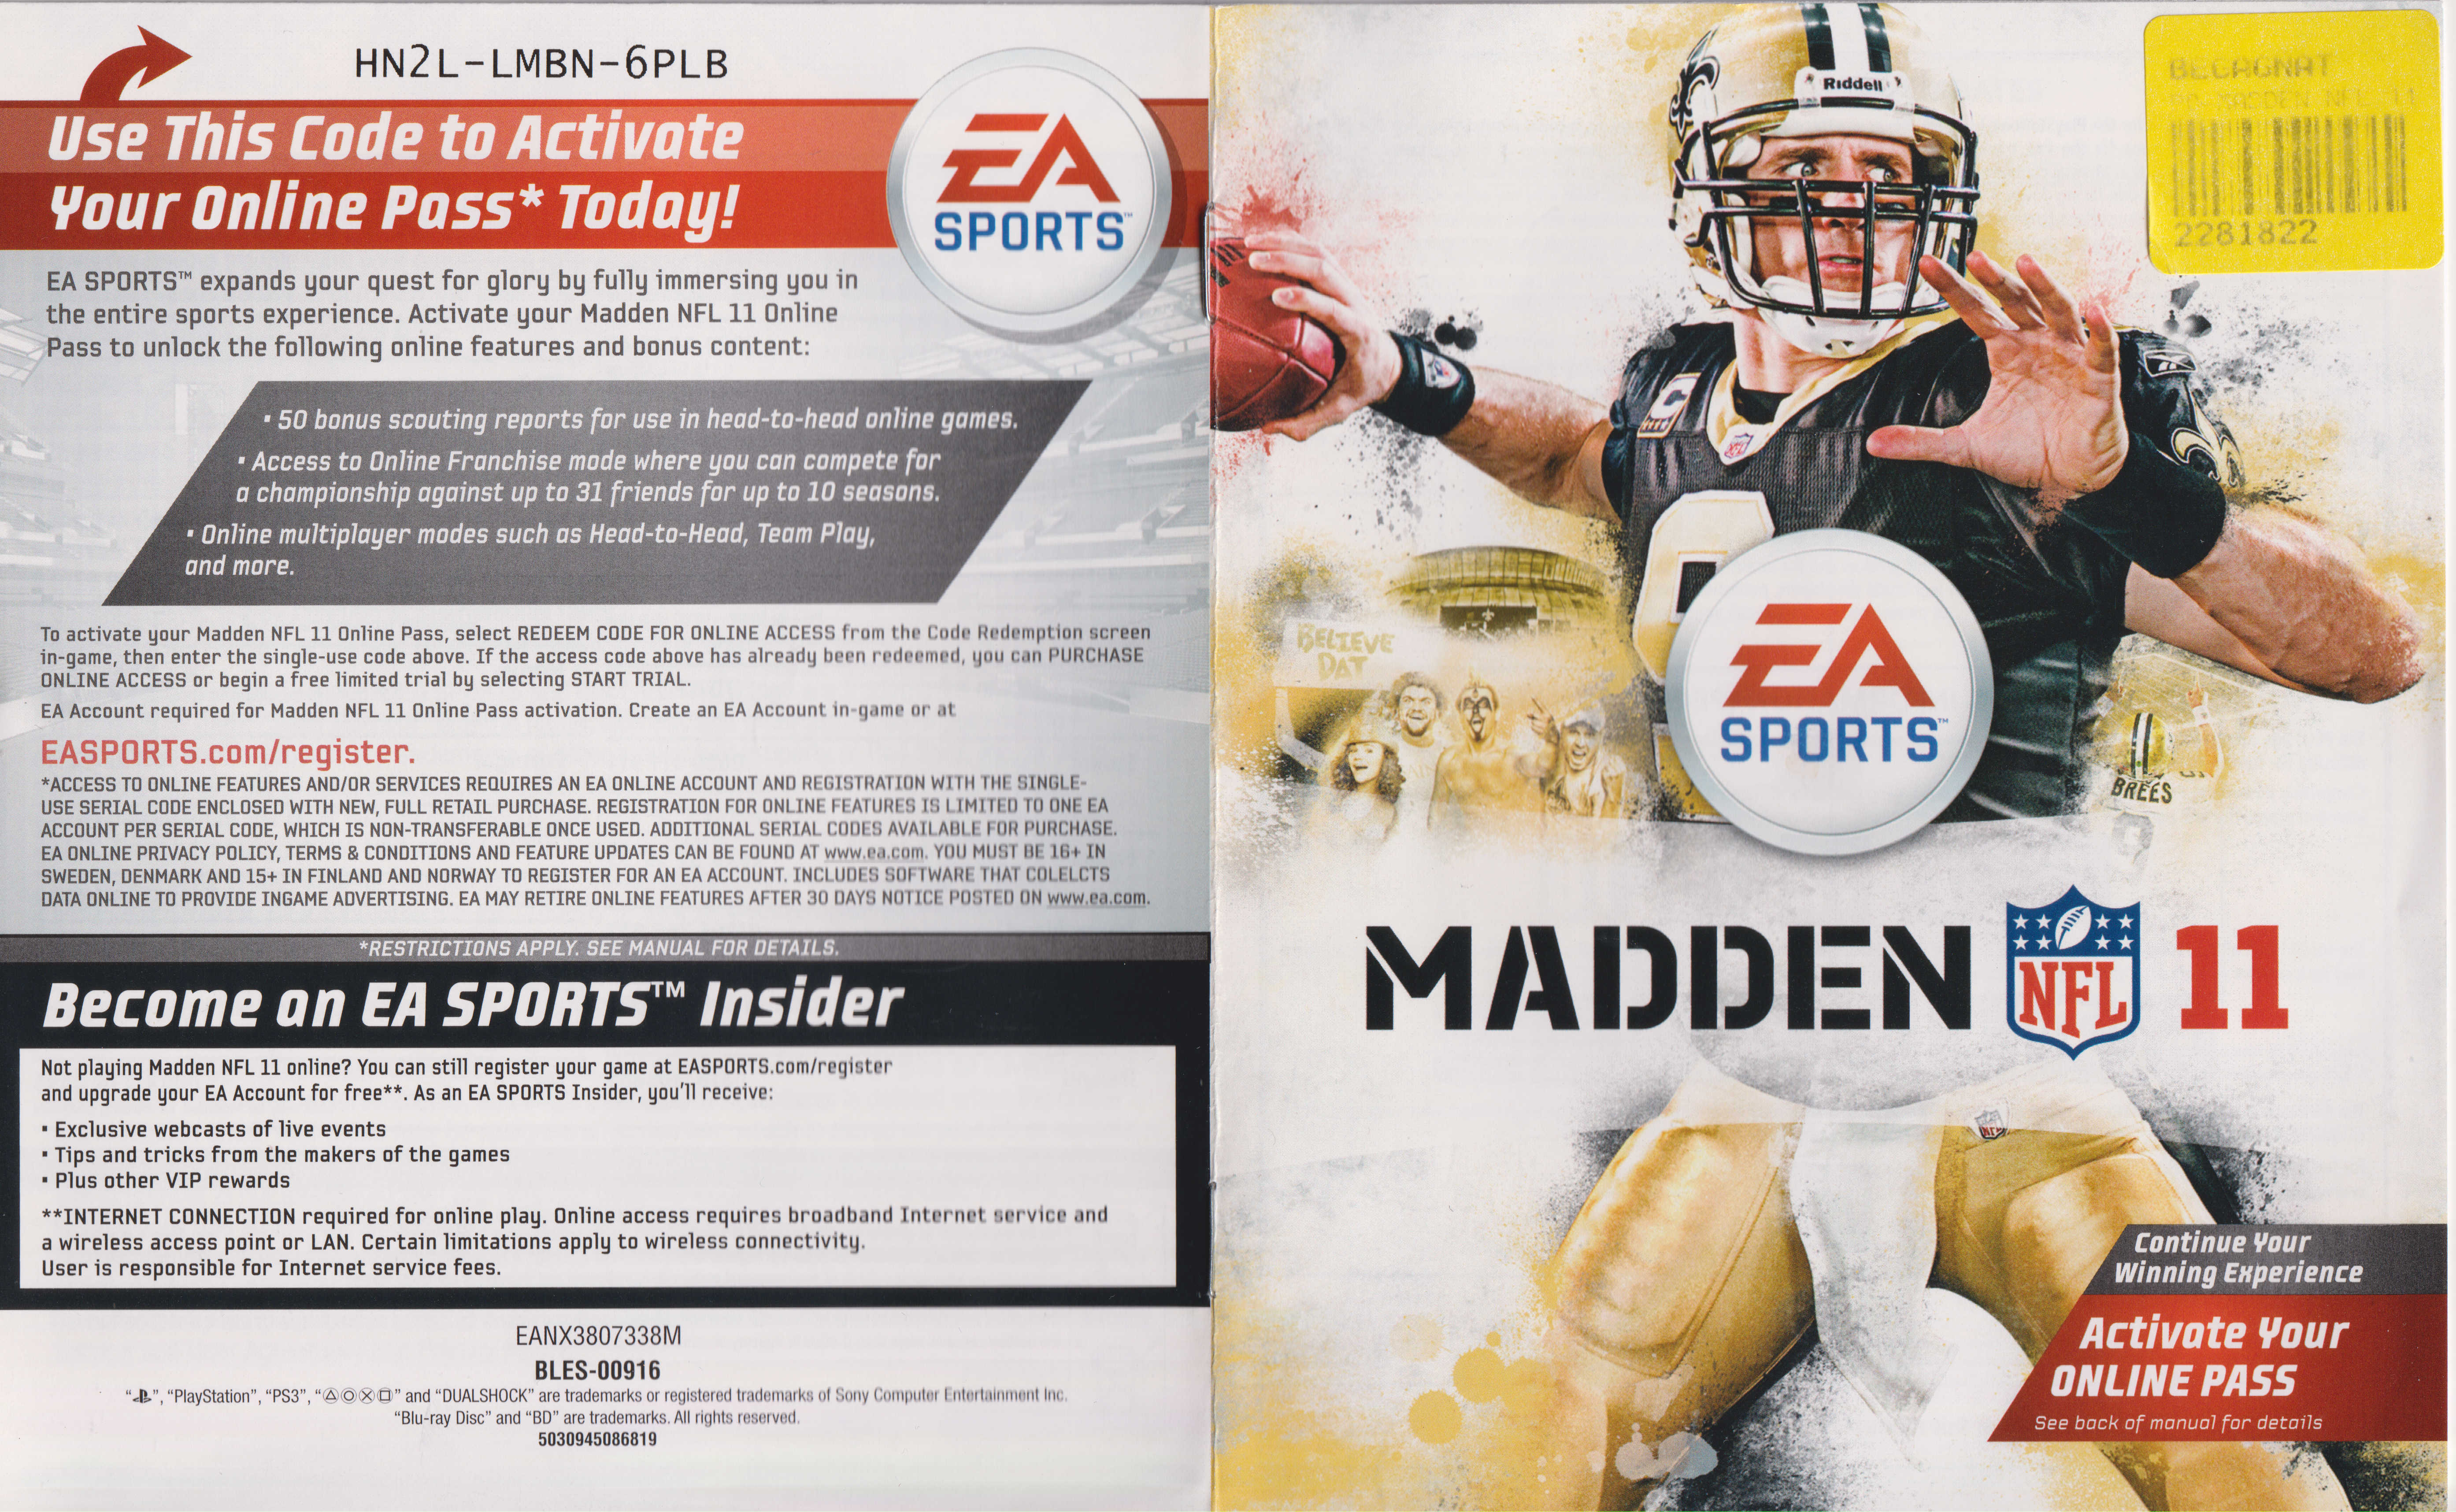 HN2L-LMBN-6PLB
Use This Code to Activate
Your Online Pass* Today!
EA
SPORTS™
EA SPORTS™ expands your quest for glory by fully immersing you in
the entire sports experience. Activate your Madden NFL 11 Online
Pass to unlock the following online features and bonus content:
▪ 50 bonus scouting reports for use in head-to-head online games.
▪ Access to Online Franchise mode where you can compete for
a championship against up to 31 friends for up to 10 seasons.
▪ Online multiplayer modes such as Head-to-Head, Team Play,
and more.
To activate your Madden NFL 11 Online Pass, select REDEEM CODE FOR ONLINE ACCESS from the Code Redemption screen
in-game, then enter the single-use code above. If the access code above has already been redeemed, you can PURCHASE
ONLINE ACCESS or begin a free limited trial by selecting START TRIAL.
EA Account required for Madden NFL 11 Online Pass activation. Create an EA Account in-game or at
EASPORTS.com/register.
*ACCESS TO ONLINE FEATURES AND/OR SERVICES REQUIRES AN EA ONLINE ACCOUNT AND REGISTRATION WITH THE SINGLE-
USE SERIAL CODE ENCLOSED WITH NEW, FULL RETAIL PURCHASE. REGISTRATION FOR ONLINE FEATURES IS LIMITED TO ONE EA
ACCOUNT PER SERIAL CODE, WHICH IS NON-TRANSFERABLE ONCE USED. ADDITIONAL SERIAL CODES AVAILABLE FOR PURCHASE.
EA ONLINE PRIVACY POLICY, TERMS & CONDITIONS AND FEATURE UPDATES CAN BE FOUND AT www.ea.com. YOU MUST BE 16+ IN
SWEDEN, DENMARK AND 15+ IN FINLAND AND NORWAY TO REGISTER FOR AN EA ACCOUNT. INCLUDES SOFTWARE THAT COLELCTS
DATA ONLINE TO PROVIDE INGAME ADVERTISING. EA MAY RETIRE ONLINE FEATURES AFTER 30 DAYS NOTICE POSTED ON www.ea.com.
*RESTRICTIONS APPLY. SEE MANUAL FOR DETAILS.
Become an EA SPORTS™ Insider
Not playing Madden NFL 11 online? You can still register your game at EASPORTS.com/register
and upgrade your EA Account for free**. As an EA SPORTS Insider, you'll receive:
▪ Exclusive webcasts of live events
▪ Tips and tricks from the makers of the games
▪ Plus other VIP rewards
**INTERNET CONNECTION required for online play. Online access requires broadband Internet service and
a wireless access point or LAN. Certain limitations apply to wireless connectivity.
User is responsible for Internet service fees.
EANX3807338M
BLES-00916
“ ”, “PlayStation”, “PS3”, “△○✕□” and “DUALSHOCK” are trademarks or registered trademarks of Sony Computer Entertainment Inc.
“Blu-ray Disc” and “BD” are trademarks. All rights reserved.
5030945086819
BECAGNAT
MADDEN NFL 11
2281822
Riddell
C
NFL
BELIEVE
DAT
EA
SPORTS™
BREES
9
MADDEN NFL 11
NFL
Continue Your
Winning Experience
Activate Your
ONLINE PASS
See back of manual for details